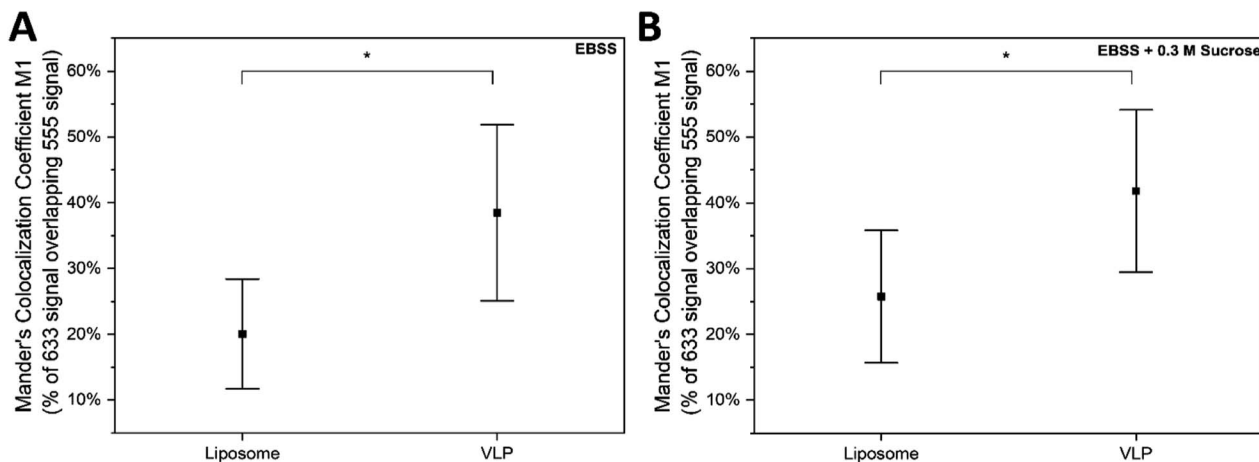 A
EBSS
*
Mander's Colocalization Coefficient M1
(% of 633 signal overlapping 555 signal)
60%
50%
40%
30%
20%
10%
Liposome
VLP
B
EBSS + 0.3 M Sucrose
*
Mander's Colocalization Coefficient M1
(% of 633 signal overlapping 555 signal)
60%
50%
40%
30%
20%
10%
Liposome
VLP